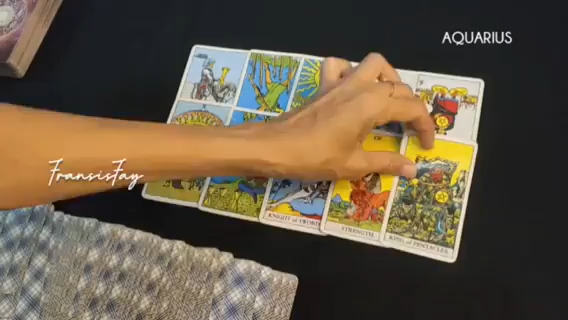 AQUARIUS
FransisFay
KNIGHT of SWORDS
STRENGTH.
KING of PENTACLES